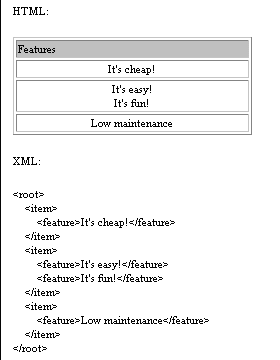 HTML:
Features
It's cheap!
It's easy!
It's fun!
Low maintenance
XML:
<root>
<item>
<feature>It's cheap!</feature>
</item>
<item>
<feature>It's easy!</feature>
<feature>It's fun!</feature>
</item>
<item>
<feature>Low maintenance</feature>
</item>
</root>